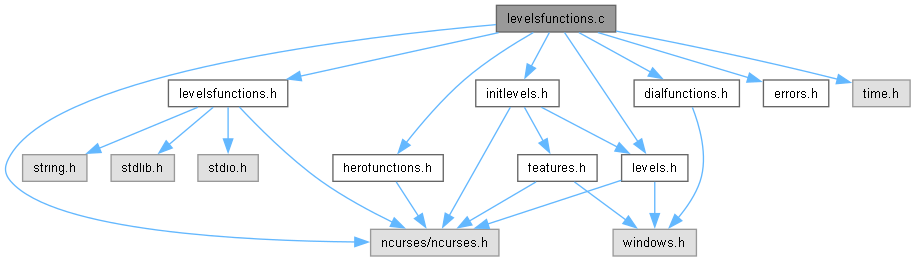 levelsfunctions.c
levelsfunctions.h
initlevels.h
dialfunctions.h
errors.h
time.h
string.h
stdlib.h
stdio.h
herofunctions.h
features.h
levels.h
ncurses/ncurses.h
windows.h